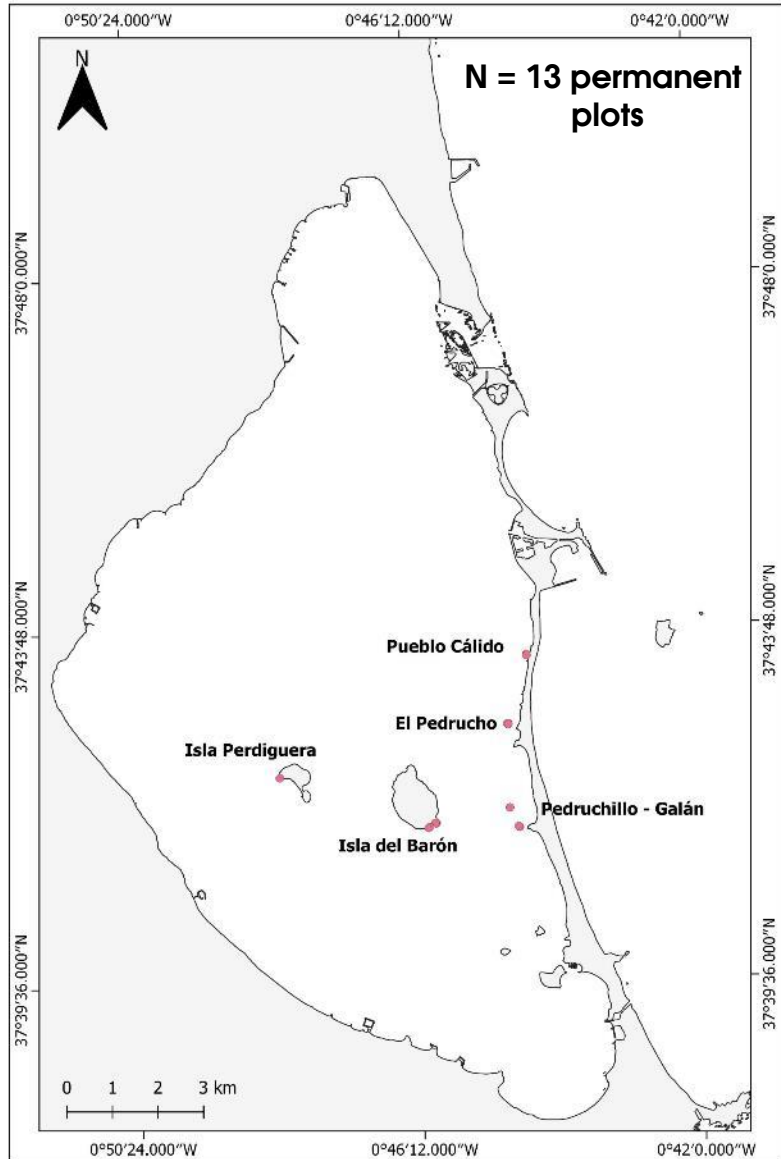 0°50'24.000"W
0°46'12.000"W
0°42'0.000"W
N
N = 13 permanent
plots
37°48'0.000"N
37°48'0.000"N
37°43'48.000"N
37°43'48.000"N
Pueblo Cálido
El Pedrucho
Isla Perdiguera
Pedruchillo - Galán
Isla del Barón
37°39'36.000"N
37°39'36.000"N
0 1 2 3 km
0°50'24.000"W
0°46'12.000"W
0°42'0.000"W